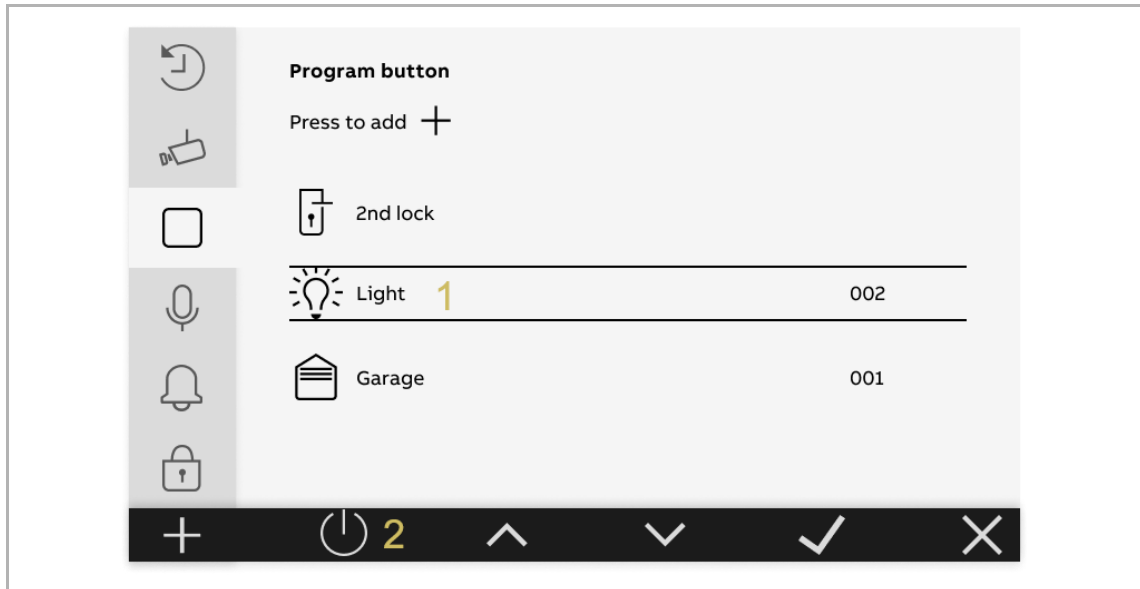 Program button
Press to add
2nd lock
Light 1 002
Garage 001
2